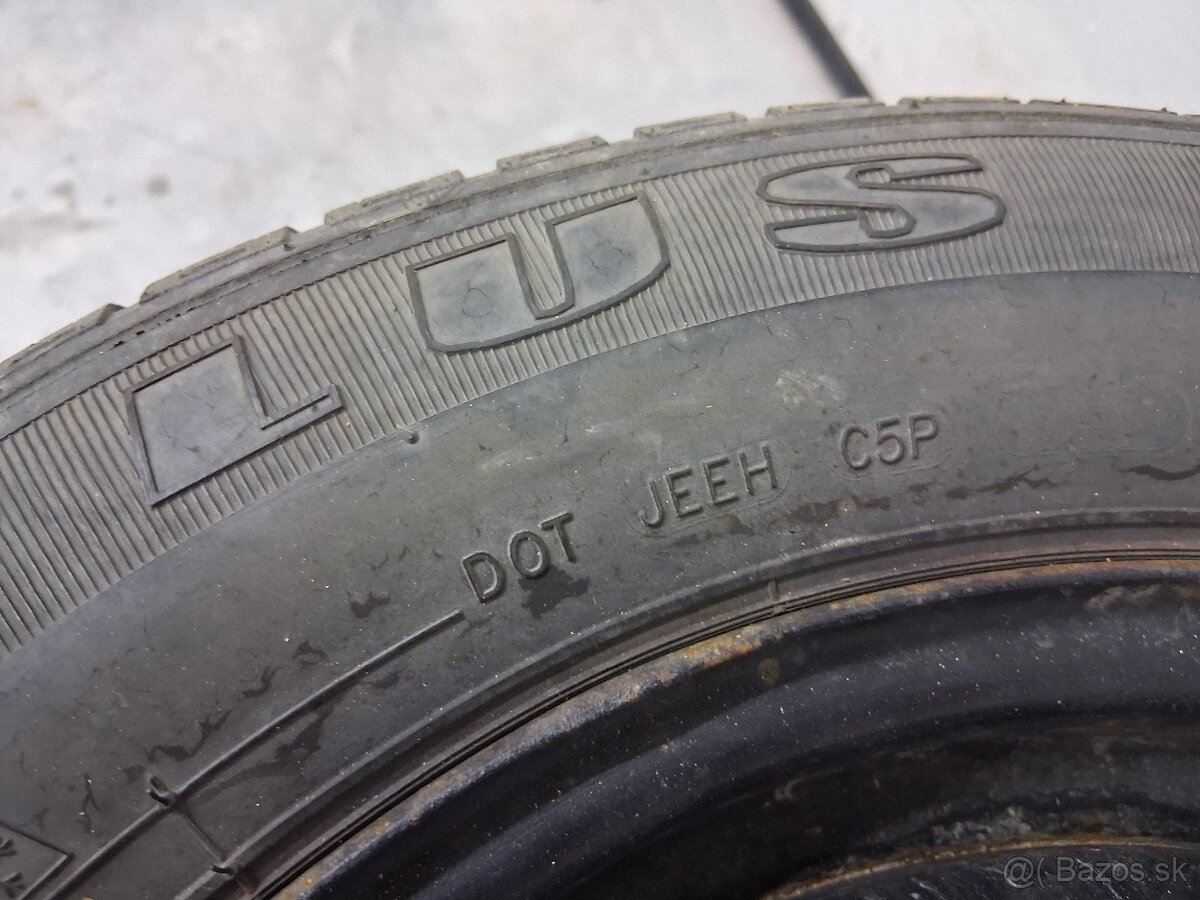 LUS
DOT JEEH C5P
@( Bazos.sk